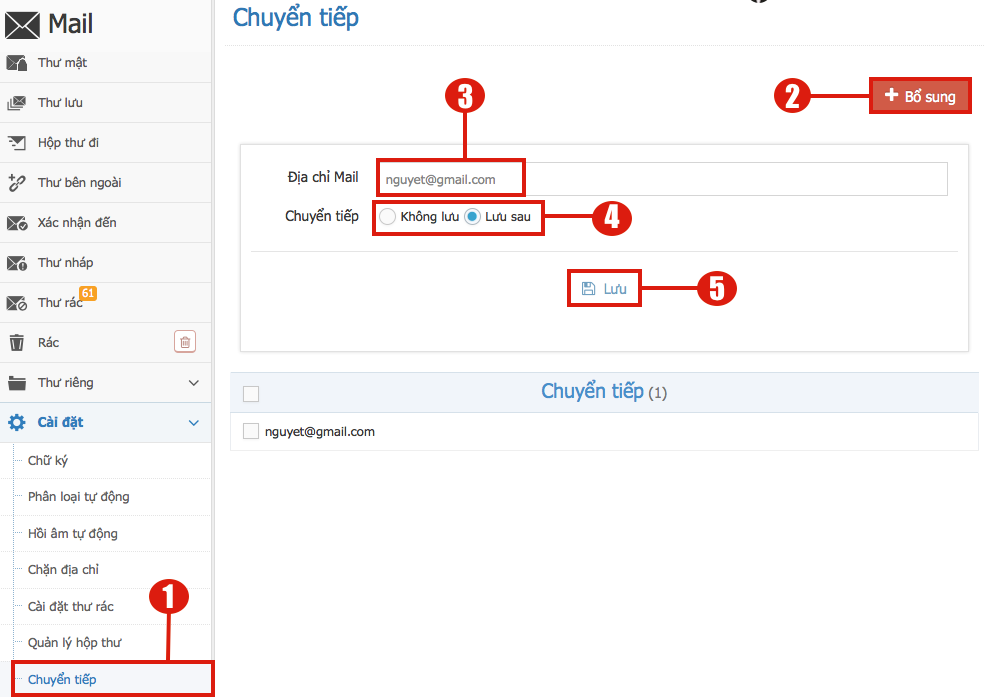 Mail
Thư mật
Thư lưu
Hộp thư đi
Thư bên ngoài
Xác nhận đến
Thư nháp
Thư rác 61
Rác
Thư riêng
Cài đặt
Chữ ký
Phân loại tự động
Hồi âm tự động
Chặn địa chỉ
Cài đặt thư rác
1
Quản lý hộp thư
Chuyển tiếp
Chuyển tiếp
2
+ Bổ sung
3
Địa chỉ Mail nguyet@gmail.com
Chuyển tiếp Không lưu Lưu sau 4
Lưu 5
Chuyển tiếp (1)
nguyet@gmail.com